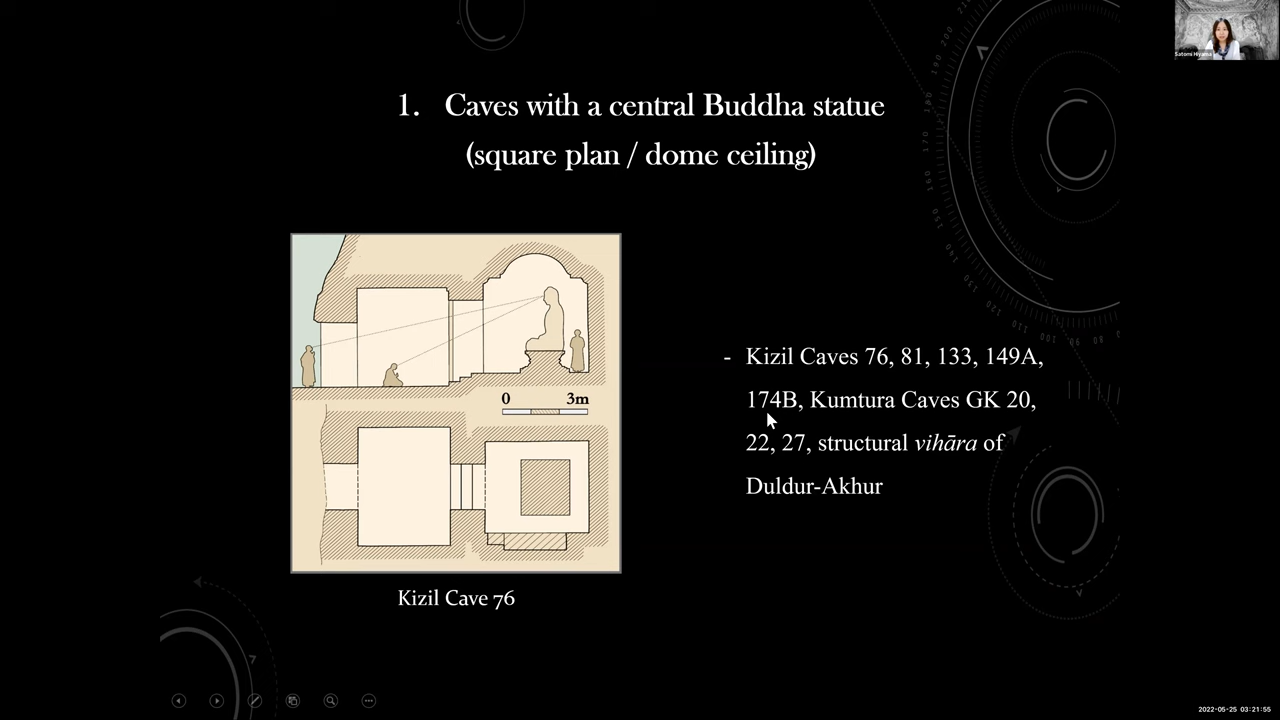 Satomi Hiyama
1. Caves with a central Buddha statue
(square plan / dome ceiling)
0 3m
- Kizil Caves 76, 81, 133, 149A,
174B, Kumtura Caves GK 20,
22, 27, structural vihāra of
Duldur-Akhur
Kizil Cave 76
2022-05-25 03:21:55